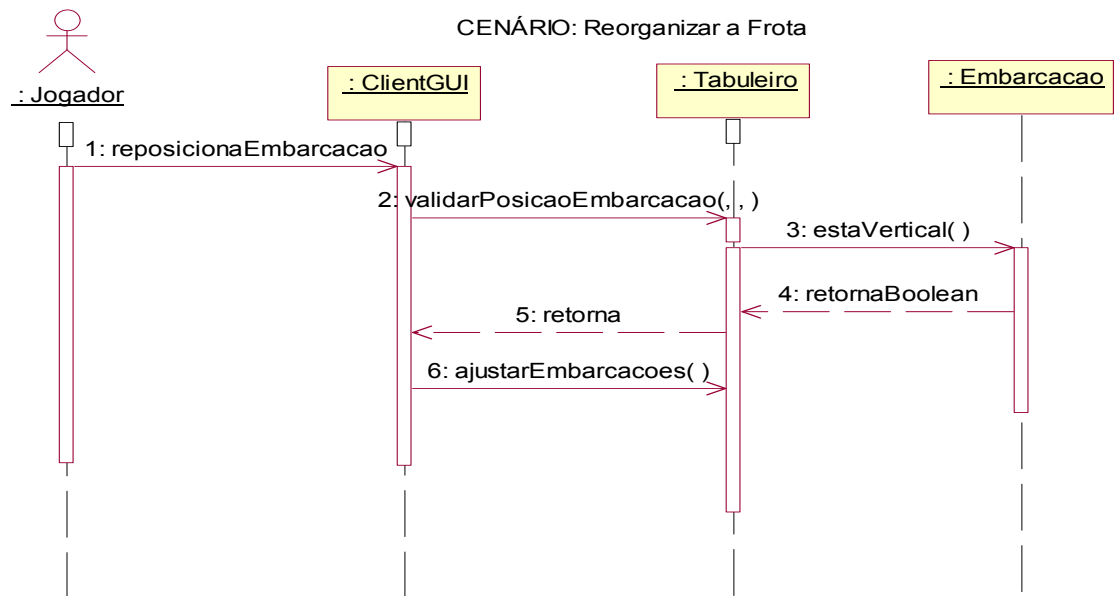 CENÁRIO: Reorganizar a Frota
: Jogador
: ClientGUI
: Tabuleiro
: Embarcacao
1: reposicionaEmbarcacao
2: validarPosicaoEmbarcacao(, , )
3: estaVertical( )
4: retornaBoolean
5: retorna
6: ajustarEmbarcacoes( )